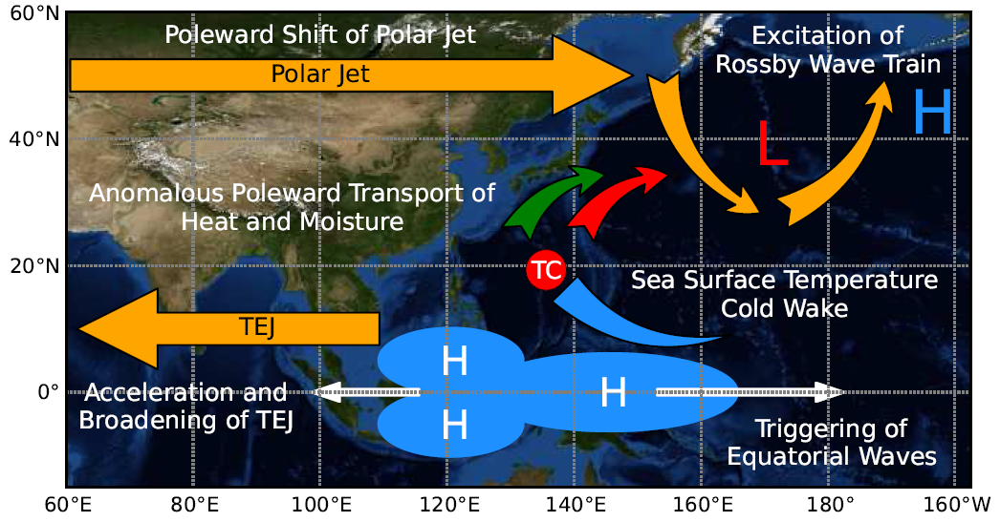 60°N
Poleward Shift of Polar Jet
Polar Jet
Excitation of
Rossby Wave Train
H
L
40°N
Anomalous Poleward Transport of
Heat and Moisture
20°N
TC
Sea Surface Temperature
Cold Wake
TEJ
H
0°
H
Acceleration and
Broadening of TEJ
H
Triggering of
Equatorial Waves
60°E 80°E 100°E 120°E 140°E 160°E 180° 160°W